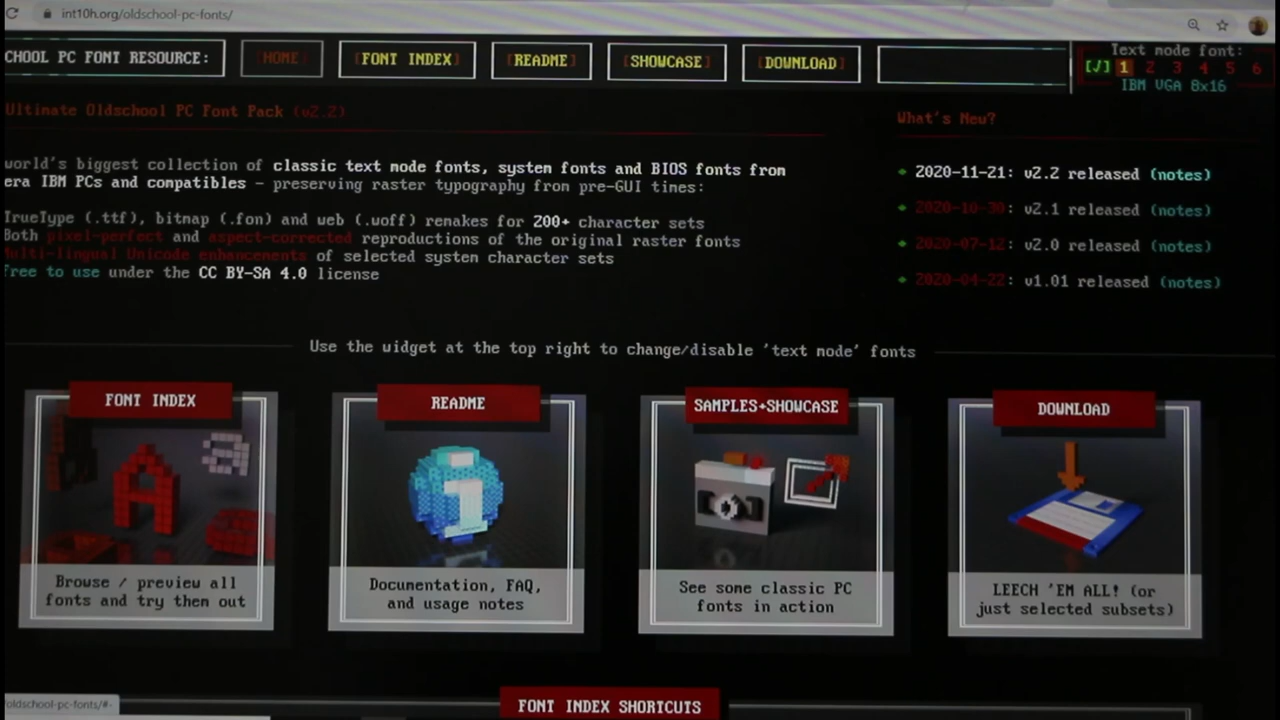 int10h.org/oldschool-pc-fonts/
CHOOL PC FONT RESOURCE:
[HOME]
[FONT INDEX]
[README]
[SHOWCASE]
[DOWNLOAD]
Text mode font:
[√] 1 2 3 4 5 6
IBM VGA 8x16
Ultimate Oldschool PC Font Pack (v2.2)
world's biggest collection of classic text mode fonts, system fonts and BIOS fonts from
era IBM PCs and compatibles - preserving raster typography from pre-GUI times:
TrueType (.ttf), bitmap (.fon) and web (.woff) remakes for 200+ character sets
Both pixel-perfect and aspect-corrected reproductions of the original raster fonts
Multi-lingual Unicode enhancements of selected system character sets
Free to use under the CC BY-SA 4.0 license
What's New?
2020-11-21: v2.2 released (notes)
2020-10-30: v2.1 released (notes)
2020-07-12: v2.0 released (notes)
2020-04-22: v1.01 released (notes)
Use the widget at the top right to change/disable 'text mode' fonts
FONT INDEX
A
a
Browse / preview all
fonts and try them out
README
i
Documentation, FAQ,
and usage notes
SAMPLES+SHOWCASE
See some classic PC
fonts in action
DOWNLOAD
LEECH 'EM ALL! (or
just selected subsets)
oldschool-pc-fonts/#-
FONT INDEX SHORTCUTS